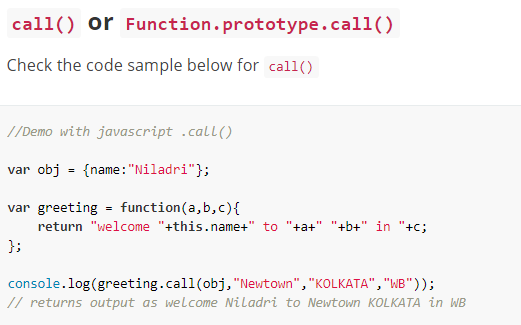 call() or Function.prototype.call()
Check the code sample below for call()
//Demo with javascript .call()
var obj = {name:"Niladri"};
var greeting = function(a,b,c){
    return "welcome "+this.name+" to "+a+" "+b+" in "+c;
};
console.log(greeting.call(obj,"Newtown","KOLKATA","WB"));
// returns output as welcome Niladri to Newtown KOLKATA in WB